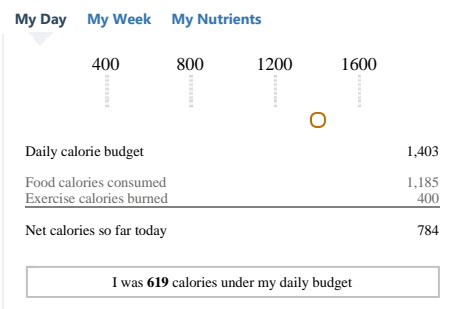 My Day My Week My Nutrients
400 800 1200 1600
Daily calorie budget 1,403
Food calories consumed 1,185
Exercise calories burned 400
Net calories so far today 784
I was 619 calories under my daily budget